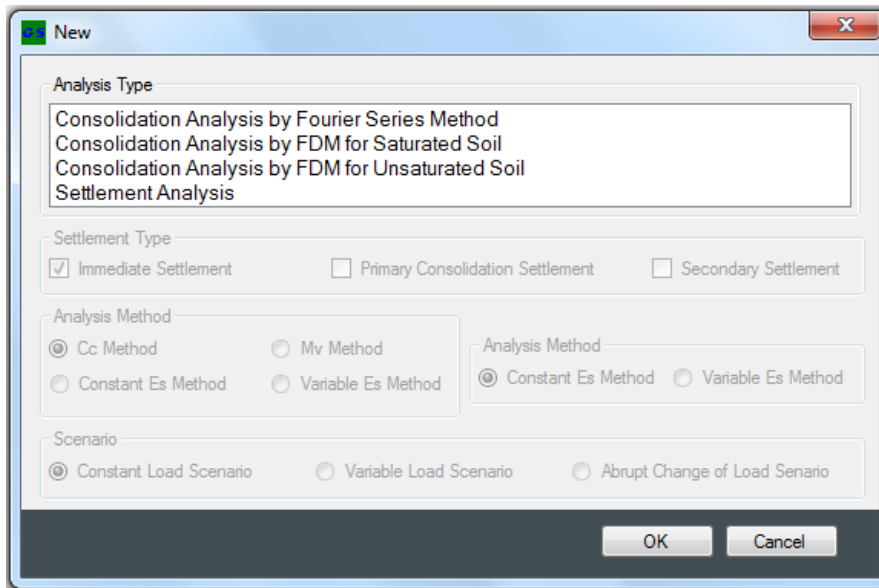 GS New
Analysis Type
Consolidation Analysis by Fourier Series Method
Consolidation Analysis by FDM for Saturated Soil
Consolidation Analysis by FDM for Unsaturated Soil
Settlement Analysis
Settlement Type
Immediate Settlement Primary Consolidation Settlement Secondary Settlement
Analysis Method
Cc Method Mv Method
Constant Es Method Variable Es Method
Analysis Method
Constant Es Method Variable Es Method
Scenario
Constant Load Scenario Variable Load Scenario Abrupt Change of Load Senario
OK Cancel